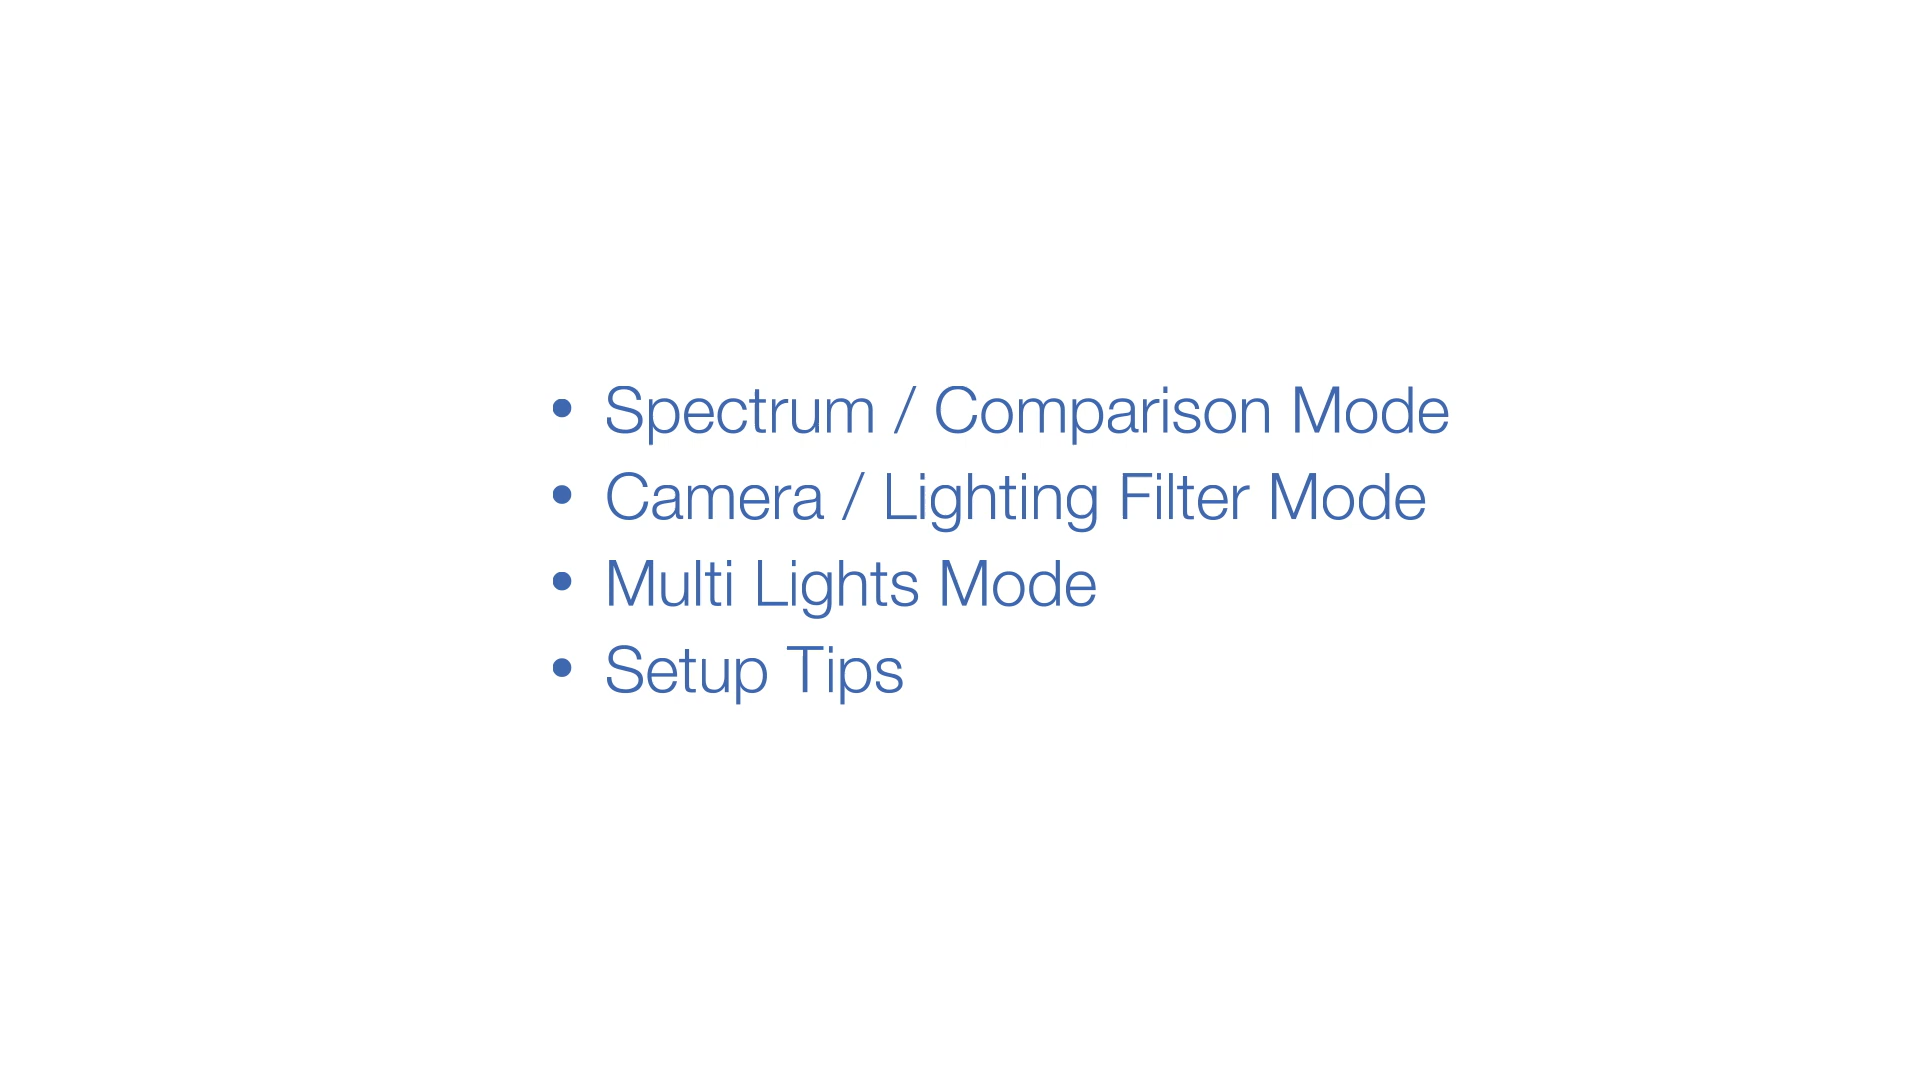 • Spectrum / Comparison Mode
• Camera / Lighting Filter Mode
• Multi Lights Mode
• Setup Tips